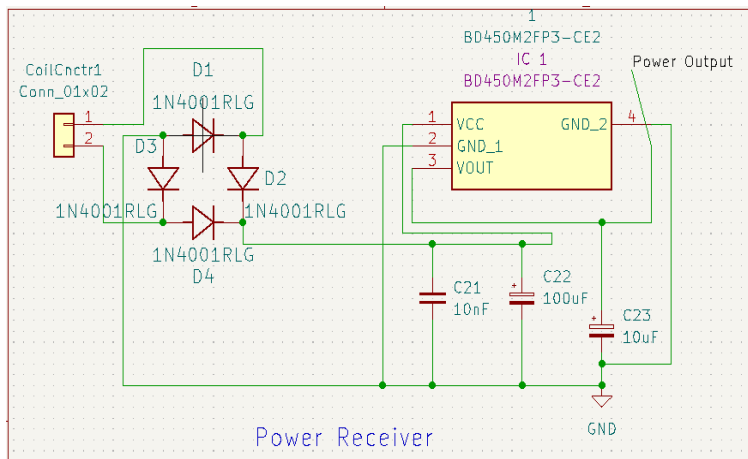 1
BD450M2FP3-CE2
IC 1
BD450M2FP3-CE2
Power Output
CoilCnctr1
Conn_01x02
1
2
D1
1N4001RLG
D3
1N4001RLG
D2
1N4001RLG
1N4001RLG
D4
1
VCC
2
GND_1
3
VOUT
GND_2
4
C21
10nF
C22
100uF
C23
10uF
GND
Power Receiver